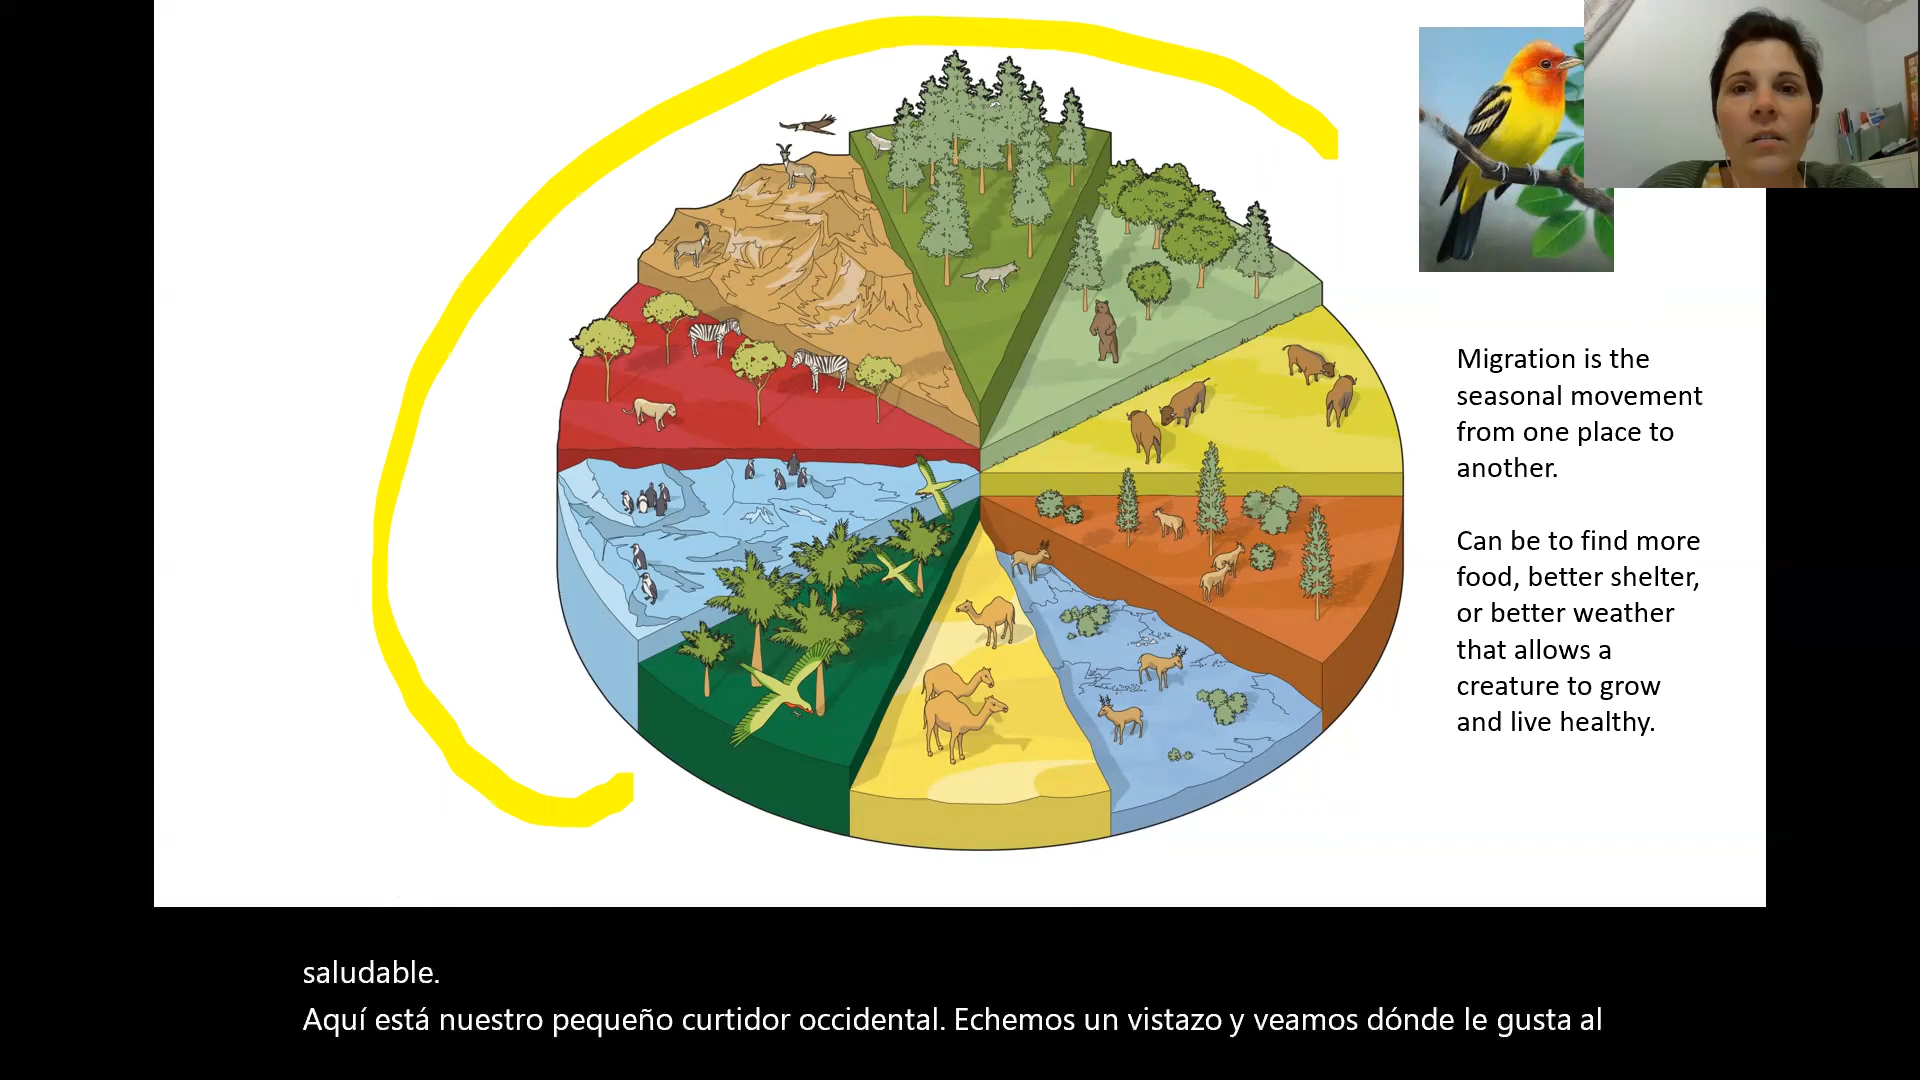 Migration is the
seasonal movement
from one place to
another.
Can be to find more
food, better shelter,
or better weather
that allows a
creature to grow
and live healthy.
saludable.
Aquí está nuestro pequeño curtidor occidental. Echemos un vistazo y veamos dónde le gusta al